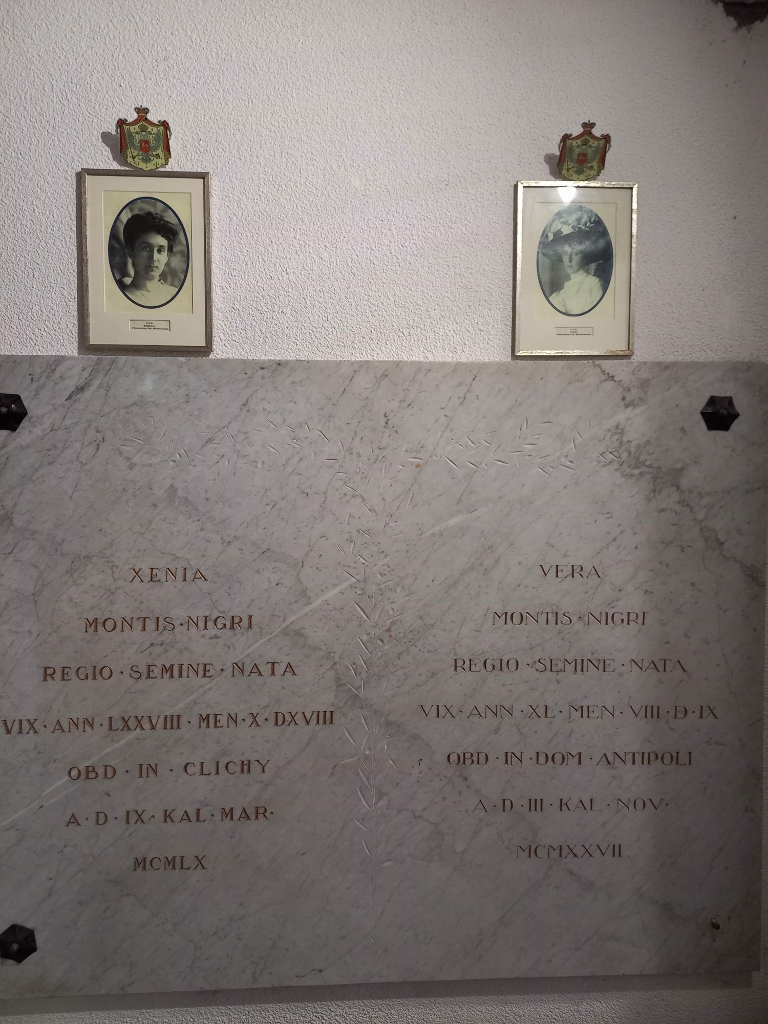 XENIA
MONTIS·NIGRI
REGIO·SEMINE·NATA
VIX·ANN·LXXVIII·MEN·X·DXVIII
OBD·IN·CLICHY
A·D·IX·KAL·MAR·
MCMLX
VERA
MONTIS·NIGRI
REGIO·SEMINE·NATA
VIX·ANN·XL·MEN·VIII·D·IX
OBD·IN·DOM·ANTIPOLI
A·D·III·KAL·NOV·
MCMXXVII